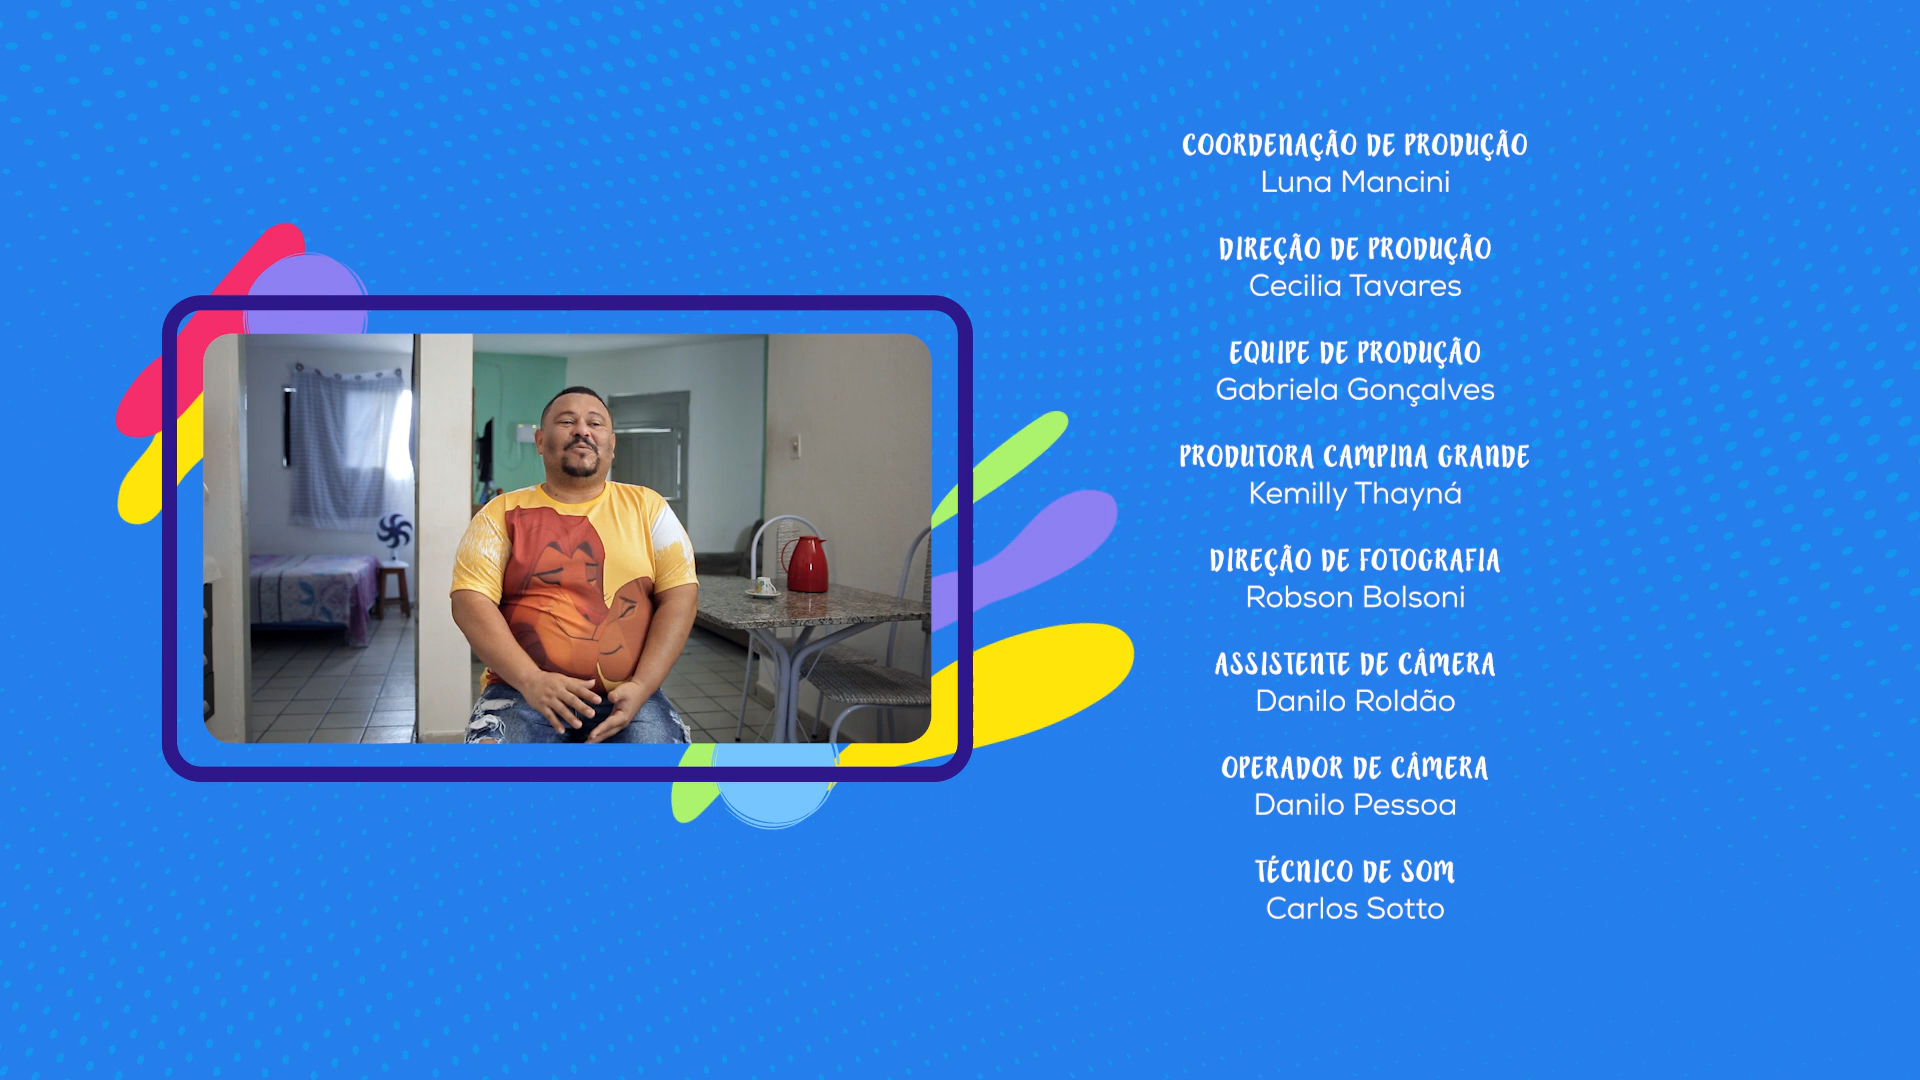 COORDENAÇÃO DE PRODUÇÃO
Luna Mancini
DIREÇÃO DE PRODUÇÃO
Cecilia Tavares
EQUIPE DE PRODUÇÃO
Gabriela Gonçalves
PRODUTORA CAMPINA GRANDE
Kemilly Thayná
DIREÇÃO DE FOTOGRAFIA
Robson Bolsoni
ASSISTENTE DE CÂMERA
Danilo Roldão
OPERADOR DE CÂMERA
Danilo Pessoa
TÉCNICO DE SOM
Carlos Sotto